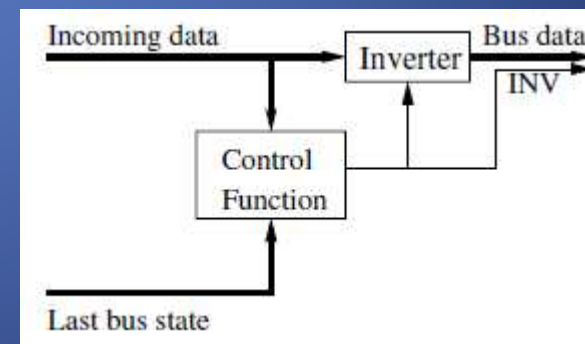 Incoming data
Inverter
Bus data
INV
Control
Function
Last bus state